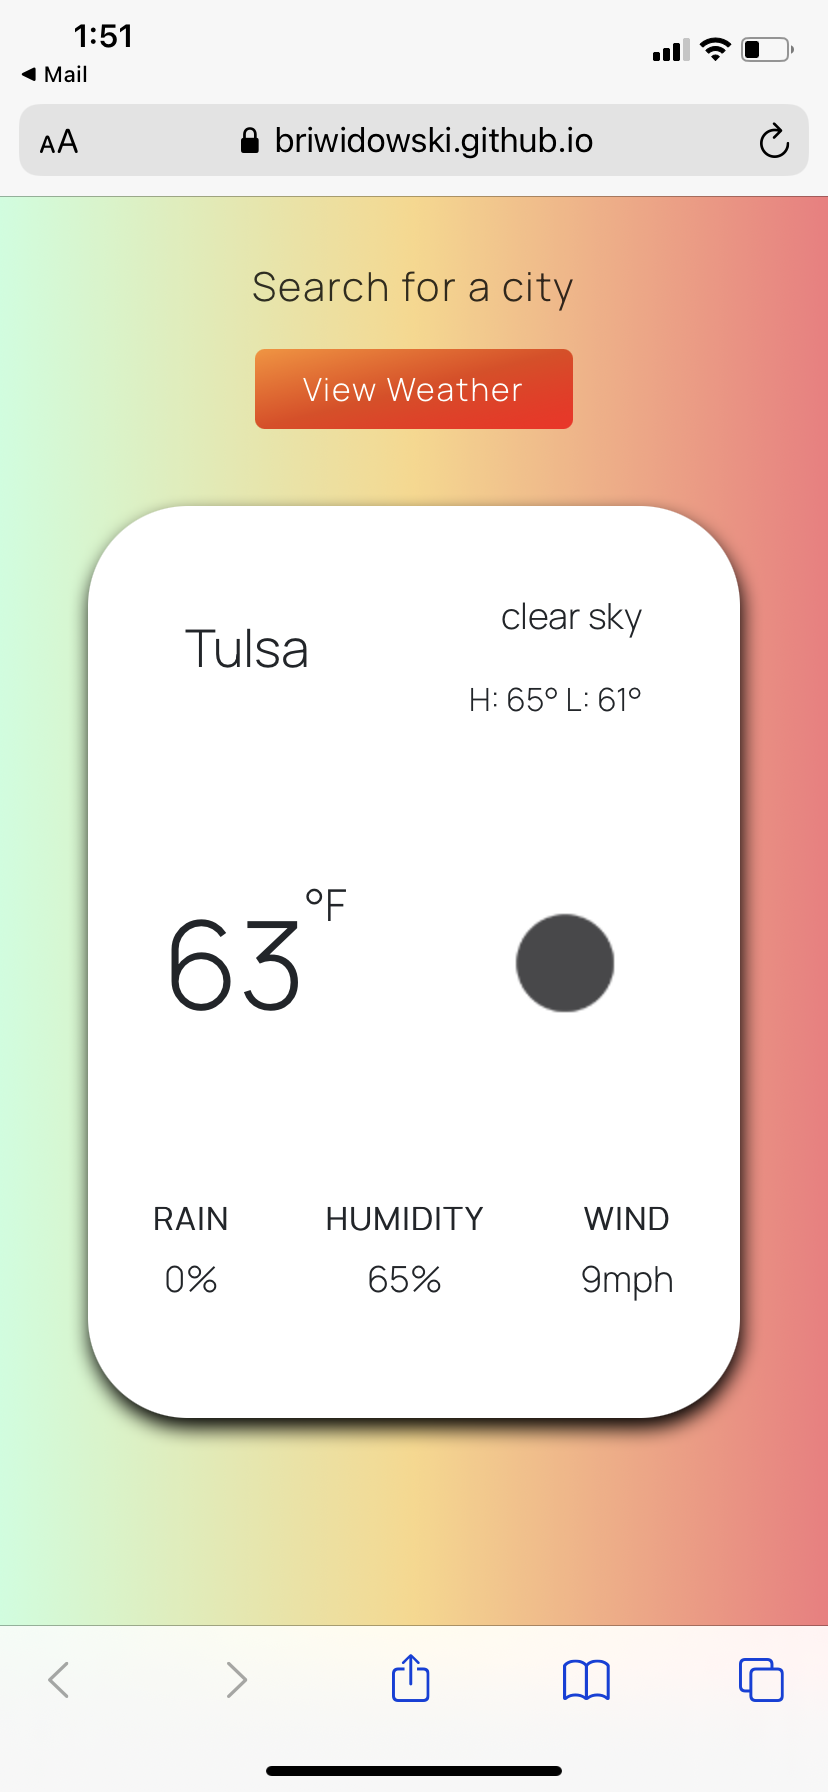 1:51
◀ Mail
AA briwidowski.github.io
Search for a city
View Weather
Tulsa
clear sky
H: 65° L: 61°
63 °F
RAIN HUMIDITY WIND
0% 65% 9mph